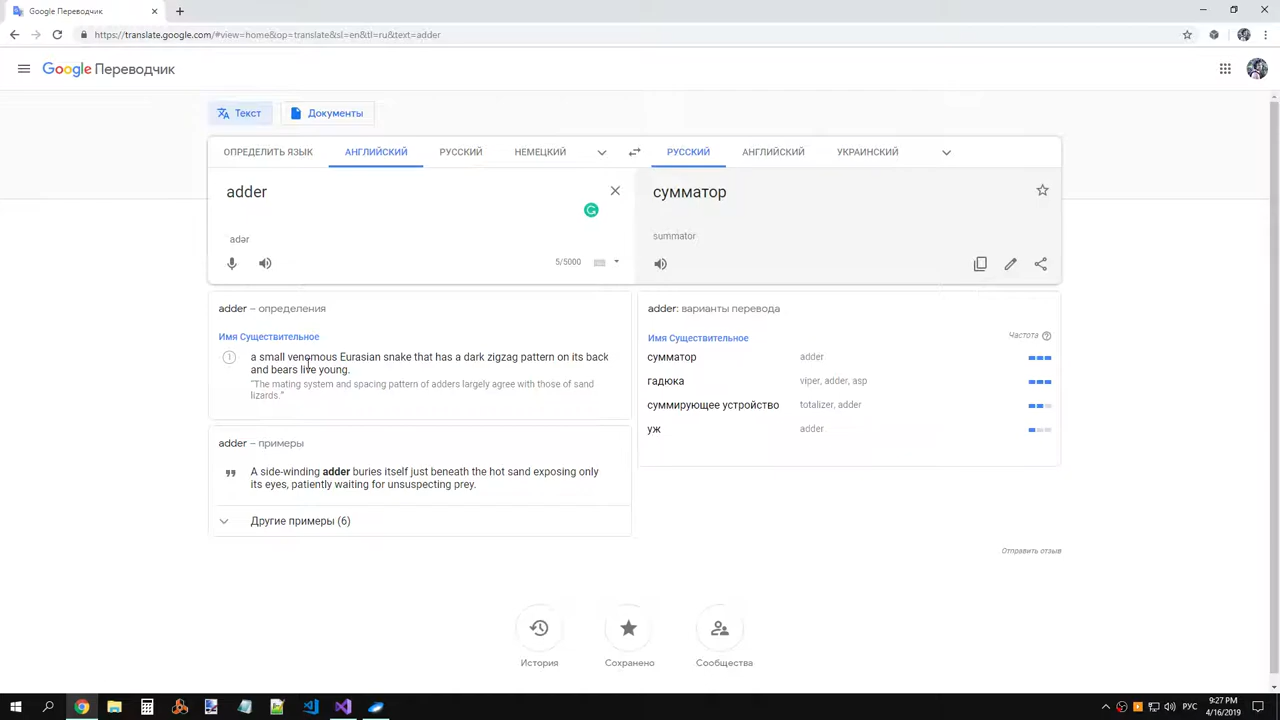 Google Переводчик
https://translate.google.com/#view=home&op=translate&sl=en&tl=ru&text=adder
Google Переводчик
Текст
Документы
ОПРЕДЕЛИТЬ ЯЗЫК АНГЛИЙСКИЙ РУССКИЙ НЕМЕЦКИЙ
РУССКИЙ АНГЛИЙСКИЙ УКРАИНСКИЙ
adder
сумматор
adər
summator
5/5000
adder – определения
Имя Существительное
1
a small venomous Eurasian snake that has a dark zigzag pattern on its back
and bears live young.
"The mating system and spacing pattern of adders largely agree with those of sand
lizards."
adder – примеры
A side-winding adder buries itself just beneath the hot sand exposing only
its eyes, patiently waiting for unsuspecting prey.
Другие примеры (6)
adder: варианты перевода
Имя Существительное
Частота
сумматор adder
гадюка viper, adder, asp
суммирующее устройство totalizer, adder
уж adder
Отправить отзыв
История
Сохранено
Сообщества
РУС
9:27 PM
4/16/2019